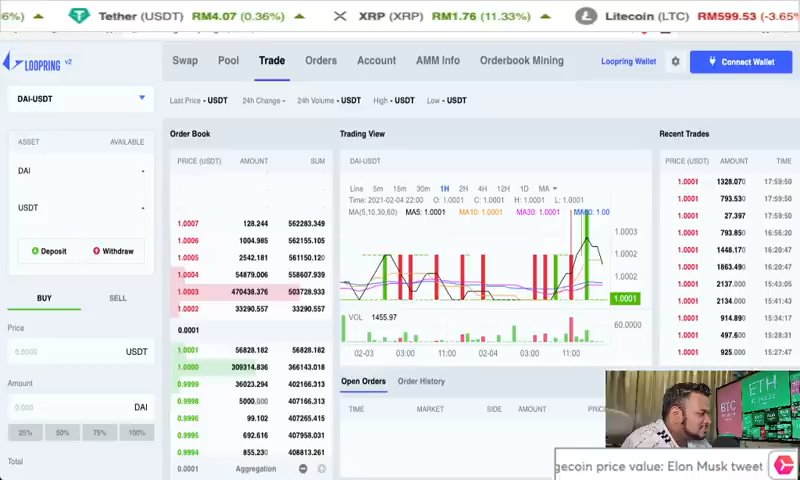 6%) Tether (USDT) RM4.07 (0.36%) XRP (XRP) RM1.76 (11.33%) Litecoin (LTC) RM599.53 (-3.65%
LOOPRING v2 Swap Pool Trade Orders Account AMM Info Orderbook Mining Loopring Wallet Connect Wallet
DAI-USDT
Last Price - USDT 24h Change - 24h Volume - USDT High - USDT Low - USDT
ASSET AVAILABLE
DAI -
USDT -
Deposit Withdraw
BUY SELL
Price
0.0000 USDT
Amount
0.000 DAI
25% 50% 75% 100%
Total
Order Book
PRICE (USDT) AMOUNT SUM
1.0007 128.244 562283.349
1.0006 1004.985 562155.105
1.0005 2542.181 561150.120
1.0004 54879.006 558607.939
1.0003 470438.376 503728.933
1.0002 33290.557 33290.557
0.0001
1.0001 56828.182 56828.182
1.0000 309314.836 366143.018
0.9999 36023.294 402166.313
0.9998 5000.000 407166.313
0.9996 99.102 407265.415
0.9995 692.616 407958.031
0.9994 855.230 408813.261
0.0001 Aggregation
Trading View
DAI-USDT
Line 5m 15m 30m 1H 2H 4H 12H 1D MA
Time: 2021-02-04 22:00 O: 1.0001 C: 1.0001 H: 1.0001 L: 1.0001
MA(5,10,30,60) MA5: 1.0001 MA10: 1.0001 MA30: 1.0001 MA60: 1.00
1.0003
1.0002
1.0002
1.0001
VOL 1455.97
60.0000
02-03 03:00 11:00 02-04 03:00 11:00
Open Orders Order History
TIME MARKET SIDE AMOUNT PRIC
Recent Trades
PRICE (USDT) AMOUNT TIME
1.0001 1328.070 17:59:50
1.0001 793.530 17:59:50
1.0001 27.397 17:59:50
1.0001 793.850 16:56:20
1.0001 1448.170 16:20:47
1.0001 1863.490 16:20:47
1.0001 2137.000 15:43:05
1.0001 2134.000 15:41:43
1.0001 914.890 15:34:17
1.0001 497.600 15:28:31
1.0001 925.000 15:27:47
BTC
ETH
gecoin price value: Elon Musk tweet